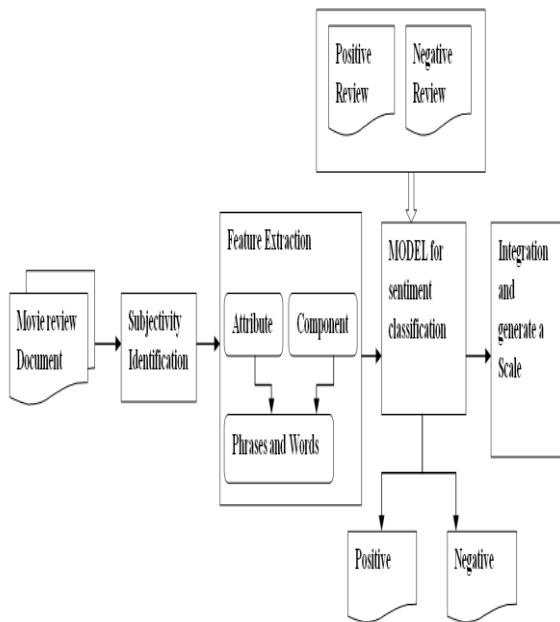 Positive
Review
Negative
Review
Feature Extraction
MODEL for
sentiment
classification
Integration
and
generate a
Scale
Movie review
Document
Subjectivity
Identification
Attribute
Component
Phrases and Words
Positive
Negative